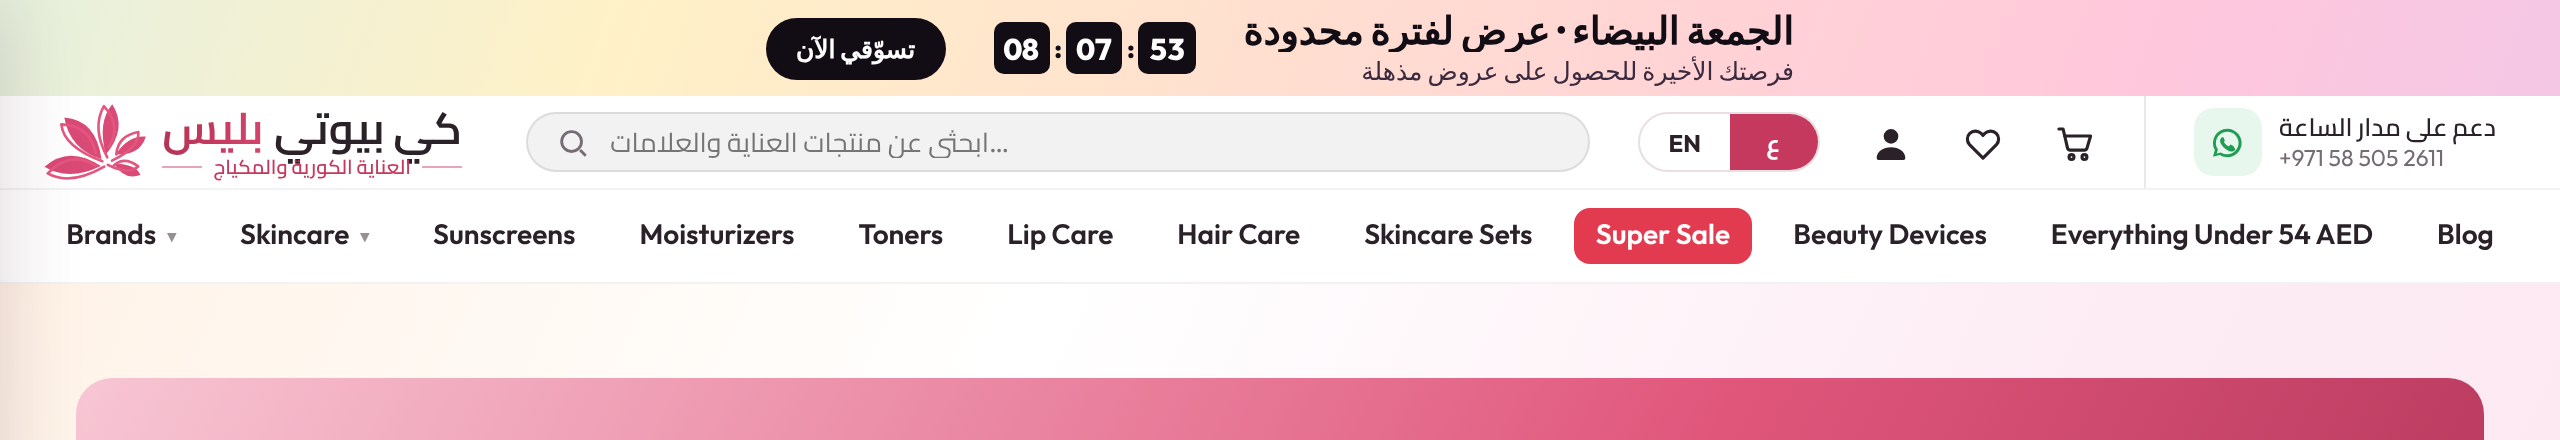 الجمعة البيضاء • عرض لفترة محدودة
فرصتك الأخيرة للحصول على عروض مذهلة
08 : 07 : 53
تسوّقي الآن
كي بيوتي بليس
العناية الكورية والمكياج
ابحثي عن منتجات العناية والعلامات...
EN
ع
دعم على مدار الساعة
+971 58 505 2611
Brands ▾ Skincare ▾ Sunscreens Moisturizers Toners Lip Care Hair Care Skincare Sets Super Sale Beauty Devices Everything Under 54 AED Blog